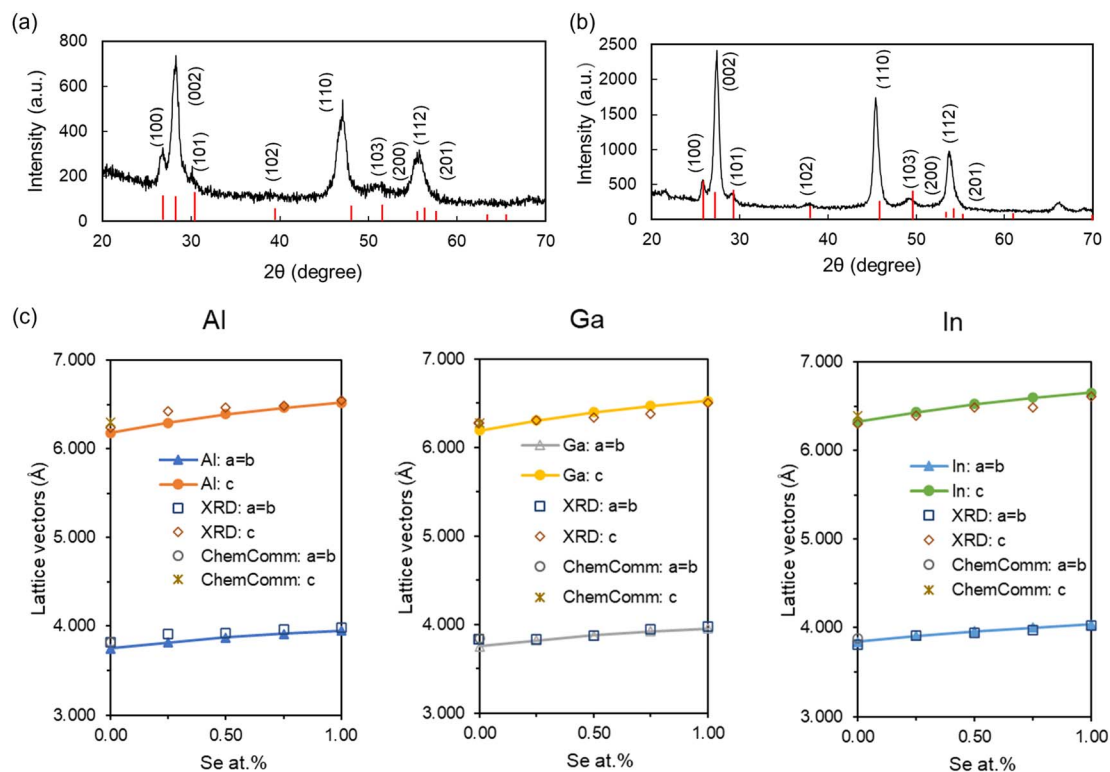 (a)
800
600
400
200
0
20 30 40 50 60 70
Intensity (a.u.)
2θ (degree)
(100)
(002)
(101)
(102)
(110)
(103)
(200)
(112)
(201)
(b)
2500
2000
1500
1000
500
0
20 30 40 50 60 70
Intensity (a.u.)
2θ (degree)
(100)
(002)
(101)
(102)
(110)
(103)
(200)
(112)
(201)
(c)
Al
7.000
6.000
5.000
4.000
3.000
Lattice vectors (Å)
Al: a=b
Al: c
XRD: a=b
XRD: c
ChemComm: a=b
ChemComm: c
0.00 0.50 1.00
Se at.%
Ga
7.000
6.000
5.000
4.000
3.000
Lattice vectors (Å)
Ga: a=b
Ga: c
XRD: a=b
XRD: c
ChemComm: a=b
ChemComm: c
0.00 0.50 1.00
Se at.%
In
7.000
6.000
5.000
4.000
3.000
Lattice vectors (Å)
In: a=b
In: c
XRD: a=b
XRD: c
ChemComm: a=b
ChemComm: c
0.00 0.50 1.00
Se at.%